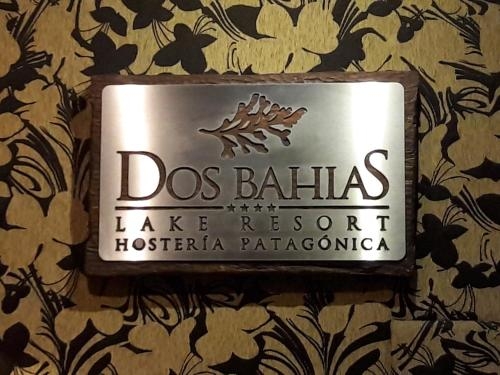 DOS BAHIAS
LAKE RESORT
HOSTERÍA PATAGÓNICA